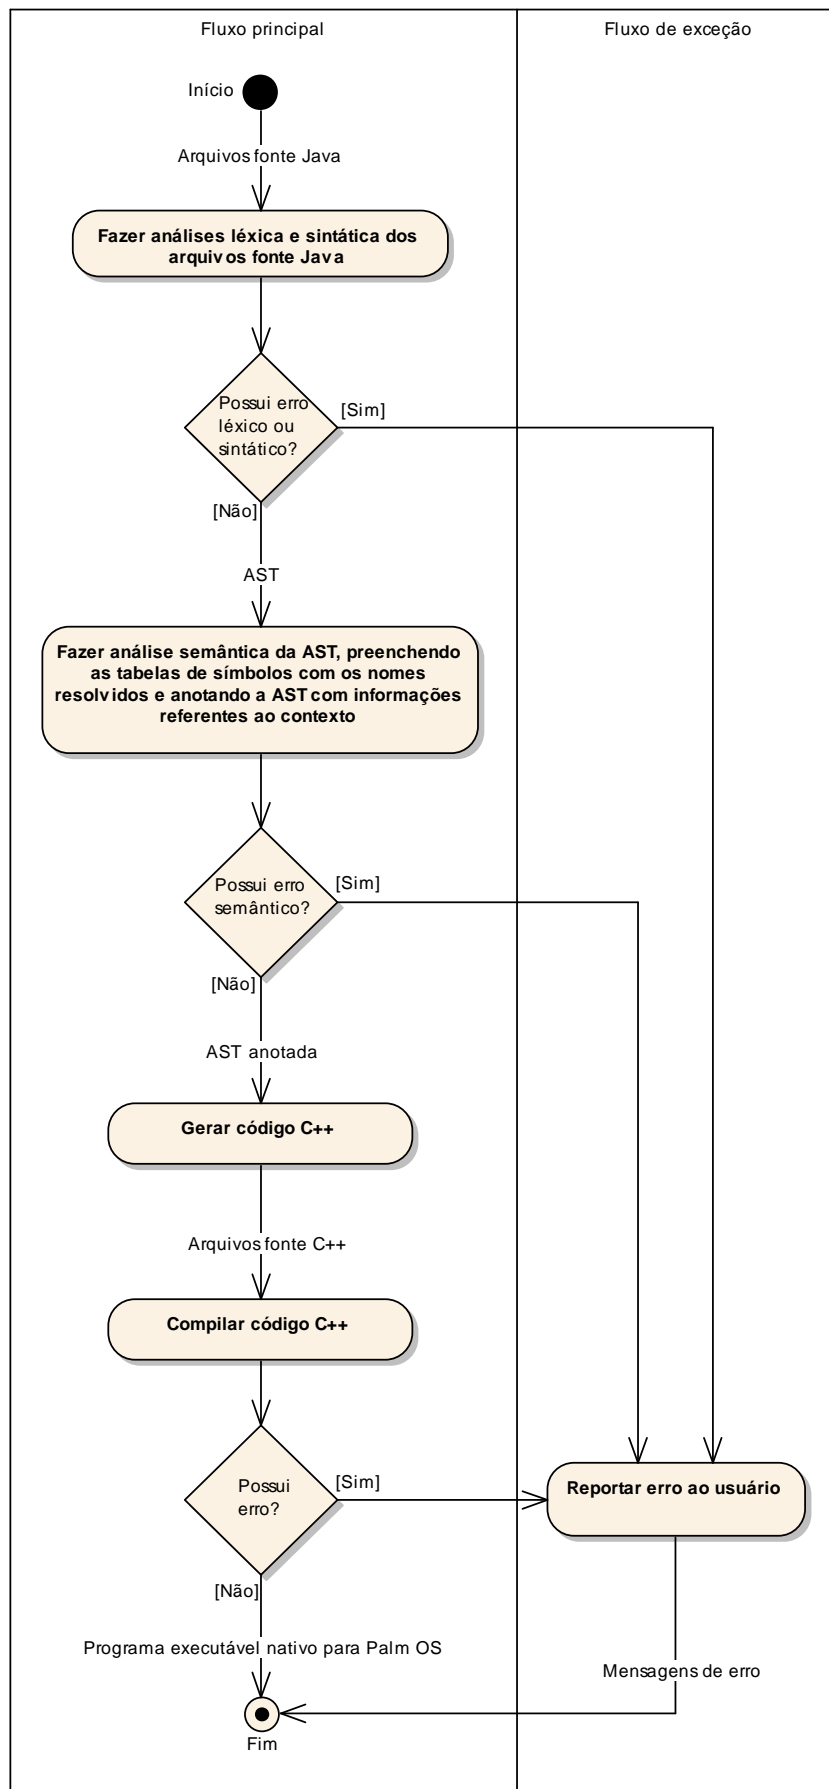 Fluxo principal
Fluxo de exceção
Início
Arquivos fonte Java
Fazer análises léxica e sintática dos
arquivos fonte Java
Possui erro
léxico ou
sintático?
[Sim]
[Não]
AST
Fazer análise semântica da AST, preenchendo
as tabelas de símbolos com os nomes
resolvidos e anotando a AST com informações
referentes ao contexto
Possui erro
semântico?
[Sim]
[Não]
AST anotada
Gerar código C++
Arquivos fonte C++
Compilar código C++
Possui
erro?
[Sim]
Reportar erro ao usuário
[Não]
Programa executável nativo para Palm OS
Mensagens de erro
Fim